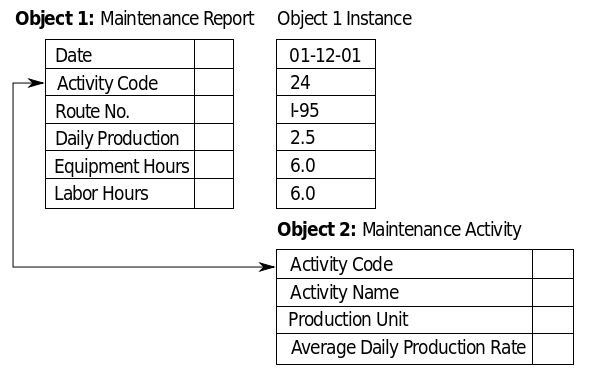 Object 1: Maintenance Report
Object 1 Instance
Date
01-12-01
Activity Code
24
Route No.
I-95
Daily Production
2.5
Equipment Hours
6.0
Labor Hours
6.0
Object 2: Maintenance Activity
Activity Code
Activity Name
Production Unit
Average Daily Production Rate